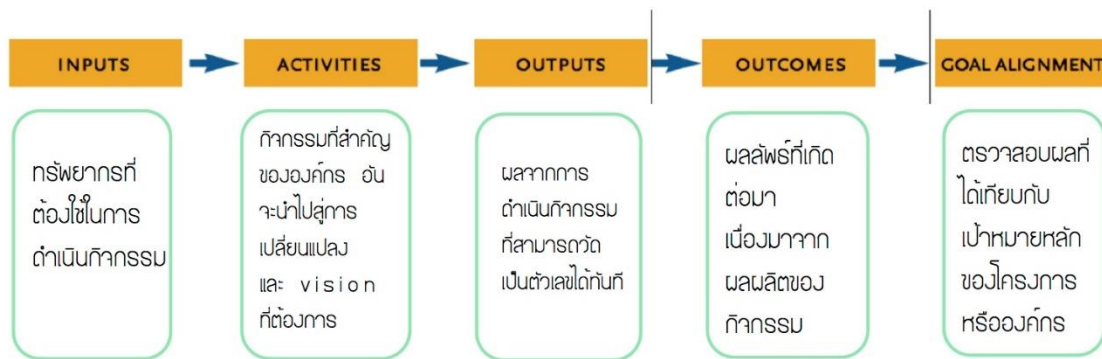 INPUTS
ACTIVITIES
OUTPUTS
OUTCOMES
GOAL ALIGNMENT
ทรัพยากรที่
ต้องใช้ในการ
ดำเนินกิจกรรม
กิจกรรมที่สำคัญ
ขององค์กร อัน
จะนำไปสู่การ
เปลี่ยนแปลง
และ vision
ที่ต้องการ
ผลจากการ
ดำเนินกิจกรรม
ที่สามารถวัด
เป็นตัวเลขได้ทันที
ผลลัพธ์ที่เกิด
ต่อมา
เนื่องมาจาก
ผลผลิตของ
กิจกรรม
ตรวจสอบผลที่
ได้เทียบกับ
เป้าหมายหลัก
ของโครงการ
หรือองค์กร